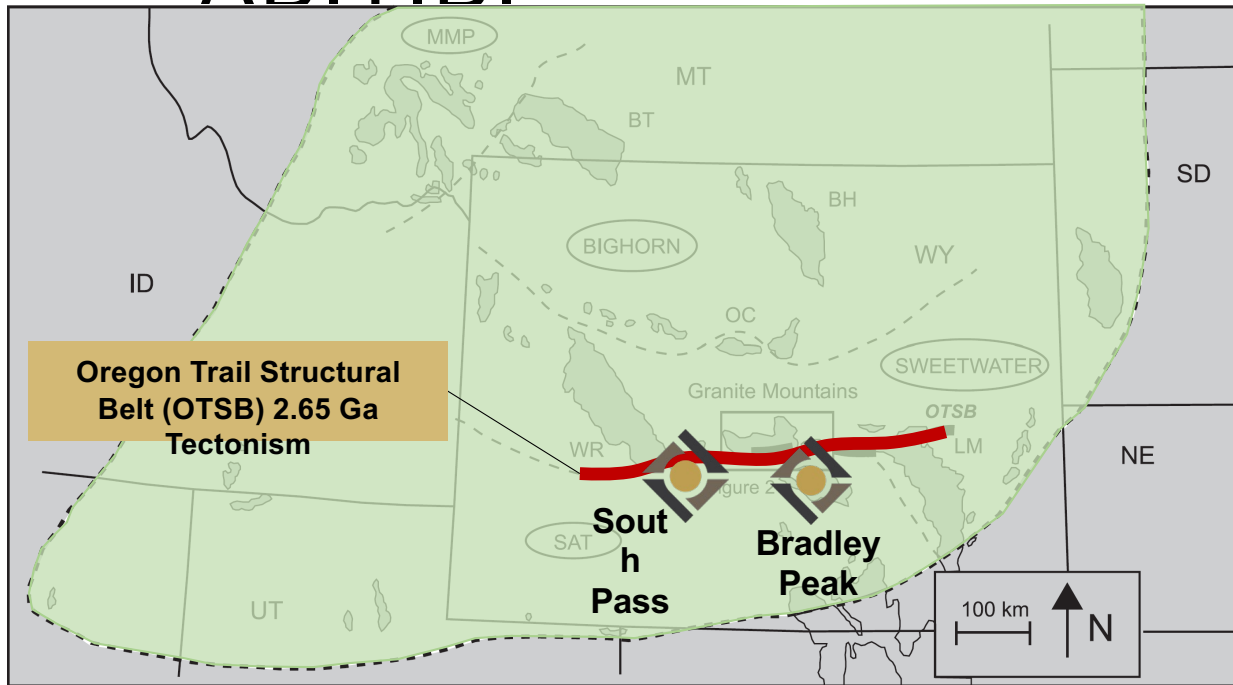 MMP
MT
BT
SD
BH
BIGHORN
WY
ID
OC
SWEETWATER
Oregon Trail Structural
Belt (OTSB) 2.65 Ga
Tectonism
Granite Mountains
OTSB
WR
LM
NE
Sout
h
Pass
Bradley
Peak
SAT
UT
100 km
N